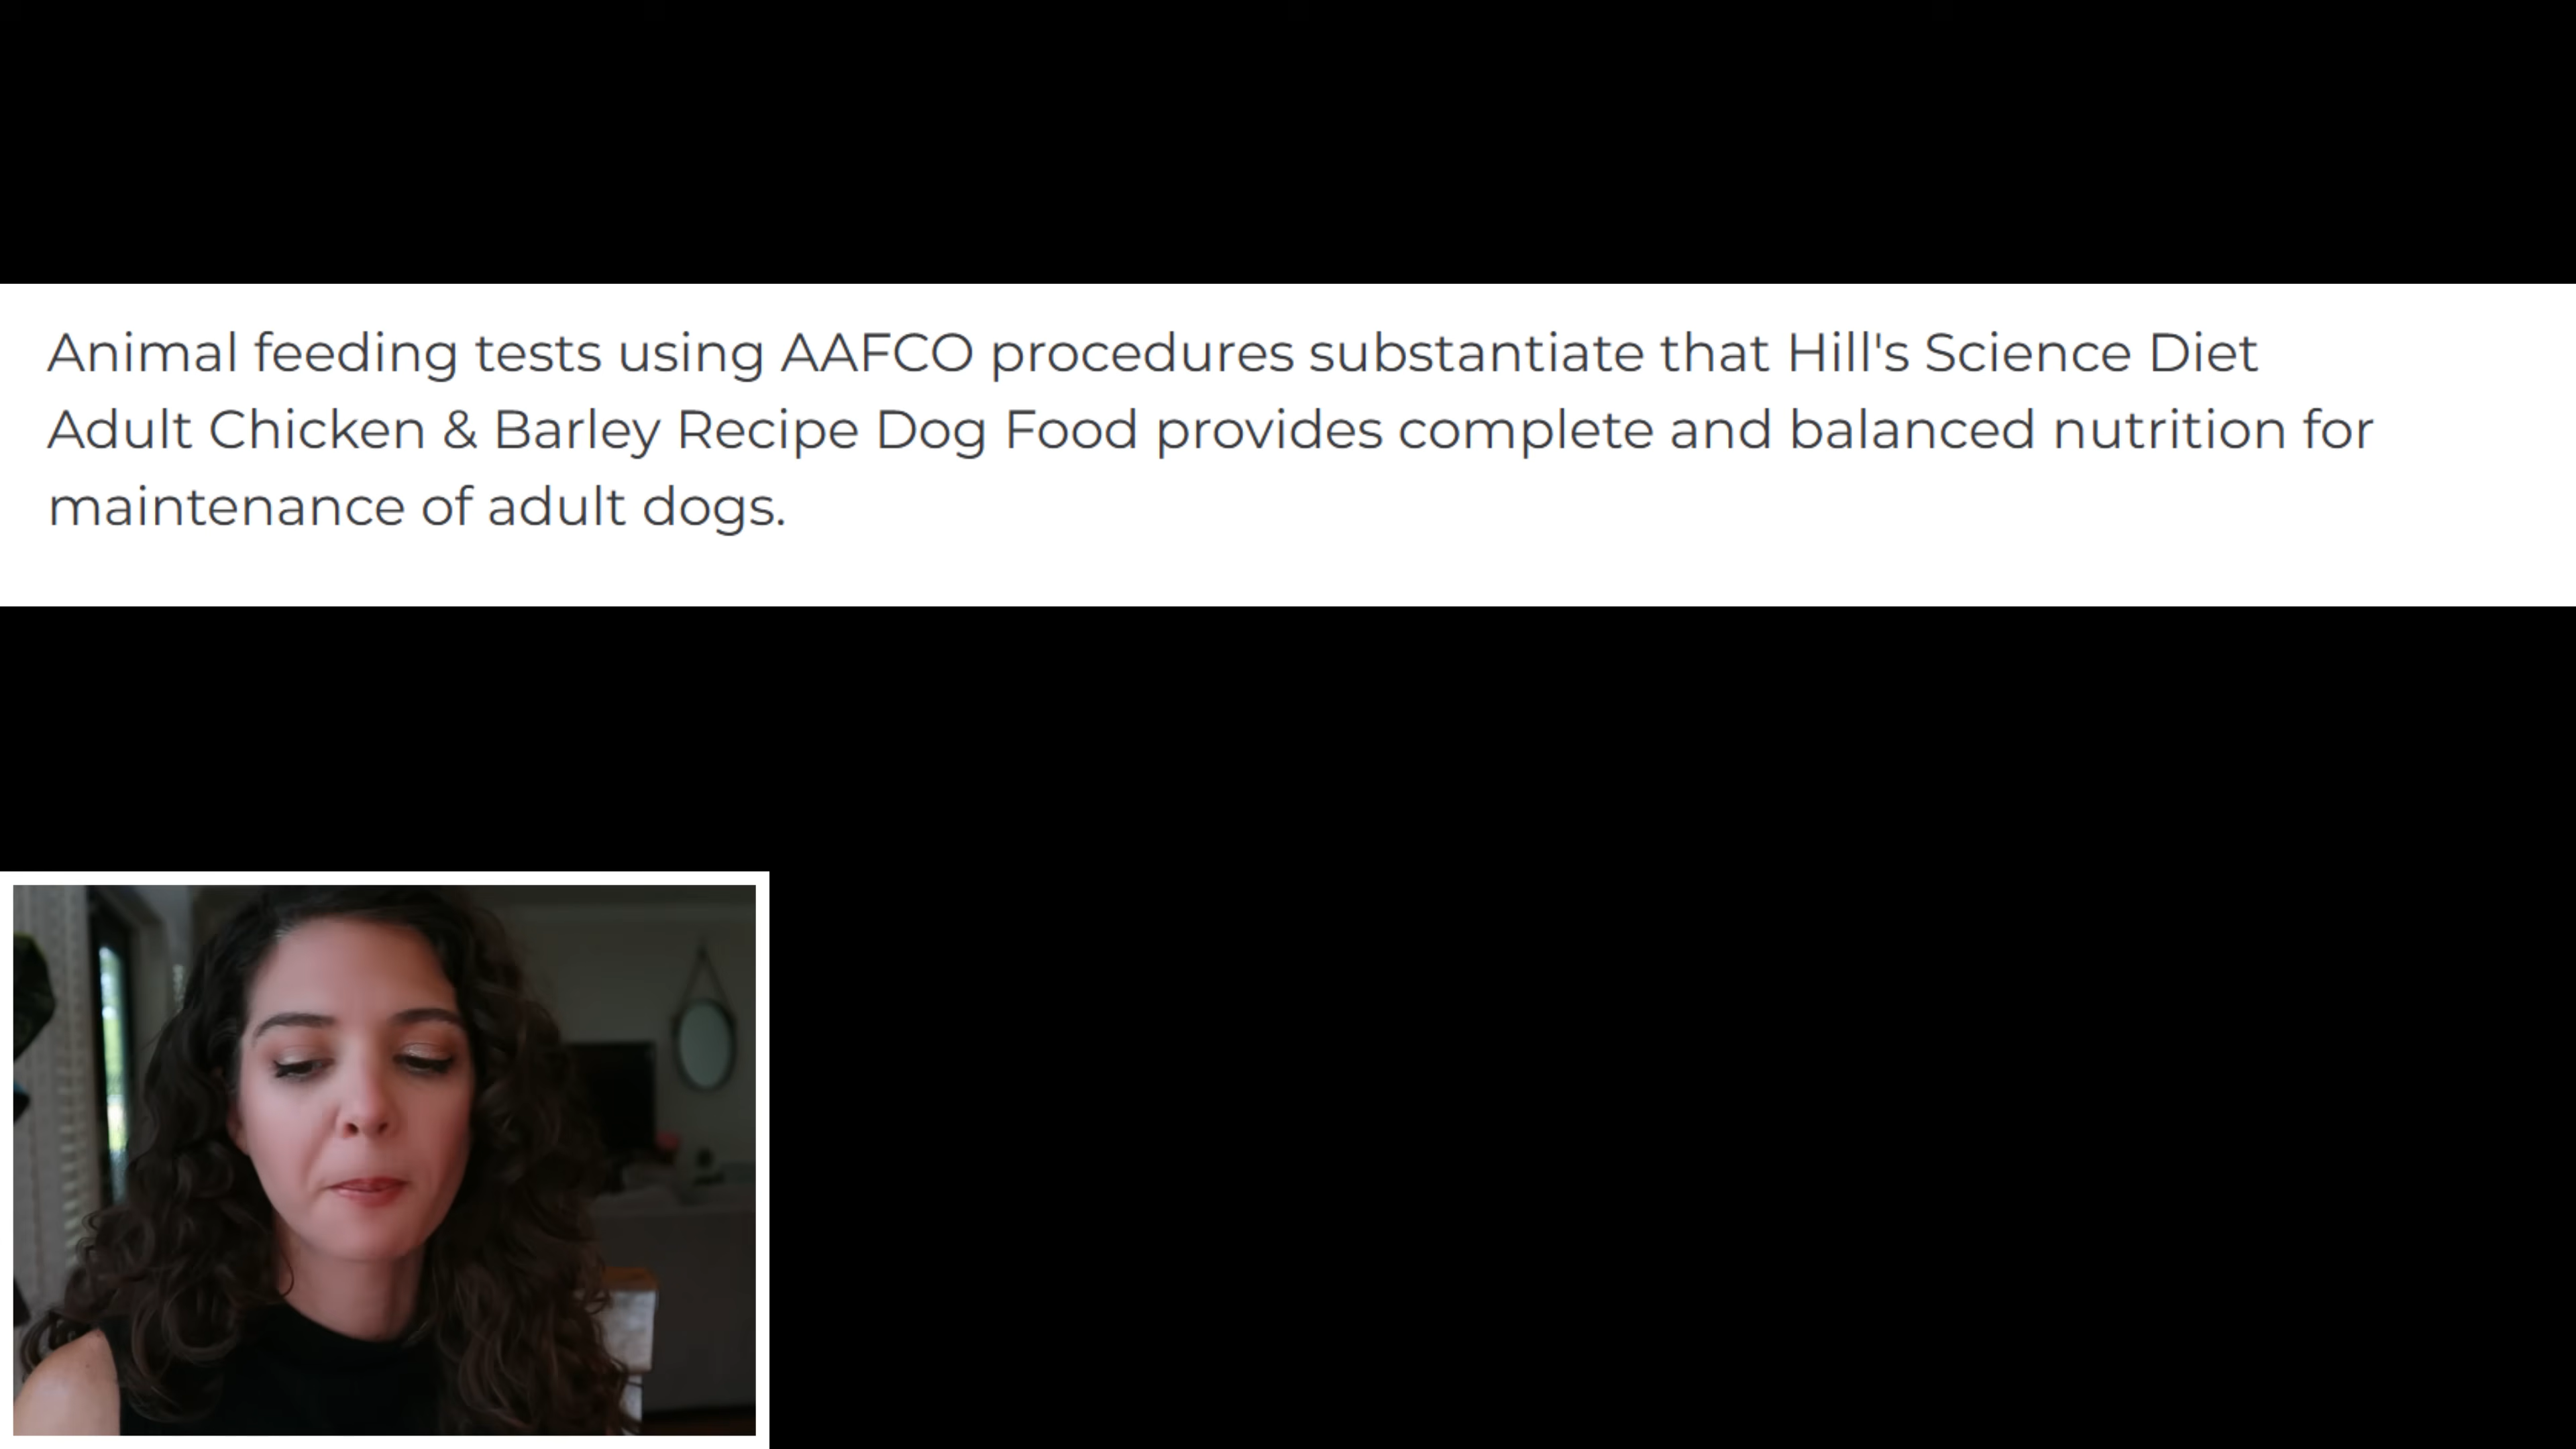 Animal feeding tests using AAFCO procedures substantiate that Hill's Science Diet
Adult Chicken & Barley Recipe Dog Food provides complete and balanced nutrition for
maintenance of adult dogs.